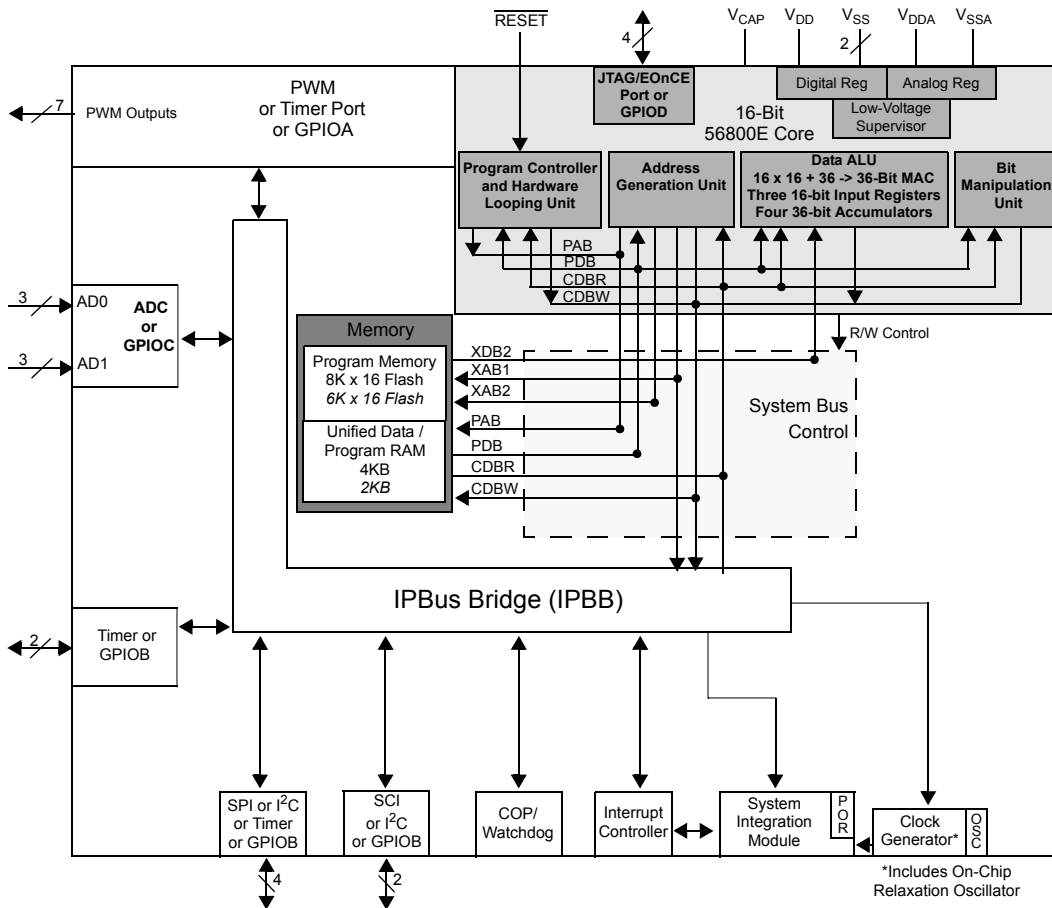 RESET
4
VCAP
VDD
VSS
2
VDDA
VSSA
7
PWM Outputs
PWM
or Timer Port
or GPIOA
JTAG/EOnCE
Port or
GPIOD
16-Bit
56800E Core
Digital Reg
Analog Reg
Low-Voltage
Supervisor
Program Controller
and Hardware
Looping Unit
Address
Generation Unit
Data ALU
16 x 16 + 36 -> 36-Bit MAC
Three 16-bit Input Registers
Four 36-bit Accumulators
Bit
Manipulation
Unit
PAB
PDB
CDBR
CDBW
3
AD0
3
AD1
ADC
or
GPIOC
Memory
Program Memory
8K x 16 Flash
6K x 16 Flash
Unified Data /
Program RAM
4KB
2KB
XDB2
XAB1
XAB2
PAB
PDB
CDBR
CDBW
R/W Control
System Bus
Control
IPBus Bridge (IPBB)
2
Timer or
GPIOB
SPI or I2C
or Timer
or GPIOB
4
SCI
or I2C
or GPIOB
2
COP/
Watchdog
Interrupt
Controller
System
Integration
Module
POR
Clock
Generator*
OSC
*Includes On-Chip
Relaxation Oscillator